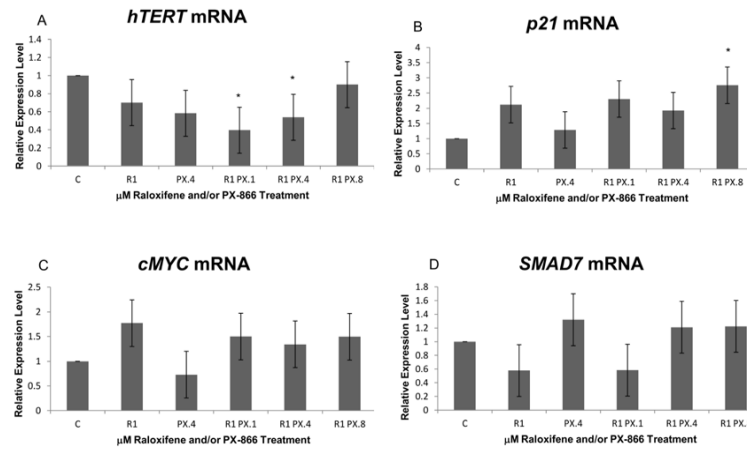 A
hTERT mRNA
Relative Expression Level
1.4
1.2
1
0.8
0.6
0.4
0.2
0
*
*
C R1 PX.4 R1 PX.1 R1 PX.4 R1 PX.8
µM Raloxifene and/or PX-866 Treatment
B
p21 mRNA
Relative Expression Level
4
3.5
3
2.5
2
1.5
1
0.5
0
*
C R1 PX.4 R1 PX.1 R1 PX.4 R1 PX.8
µM Raloxifene and/or PX-866 Treatment
C
cMYC mRNA
Relative Expression Level
2.5
2
1.5
1
0.5
0
C R1 PX.4 R1 PX.1 R1 PX.4 R1 PX.8
µM Raloxifene and/or PX-866 Treatment
D
SMAD7 mRNA
Relative Expression Level
1.8
1.6
1.4
1.2
1
0.8
0.6
0.4
0.2
0
C R1 PX.4 R1 PX.1 R1 PX.4 R1 PX.
µM Raloxifene and/or PX-866 Treatment